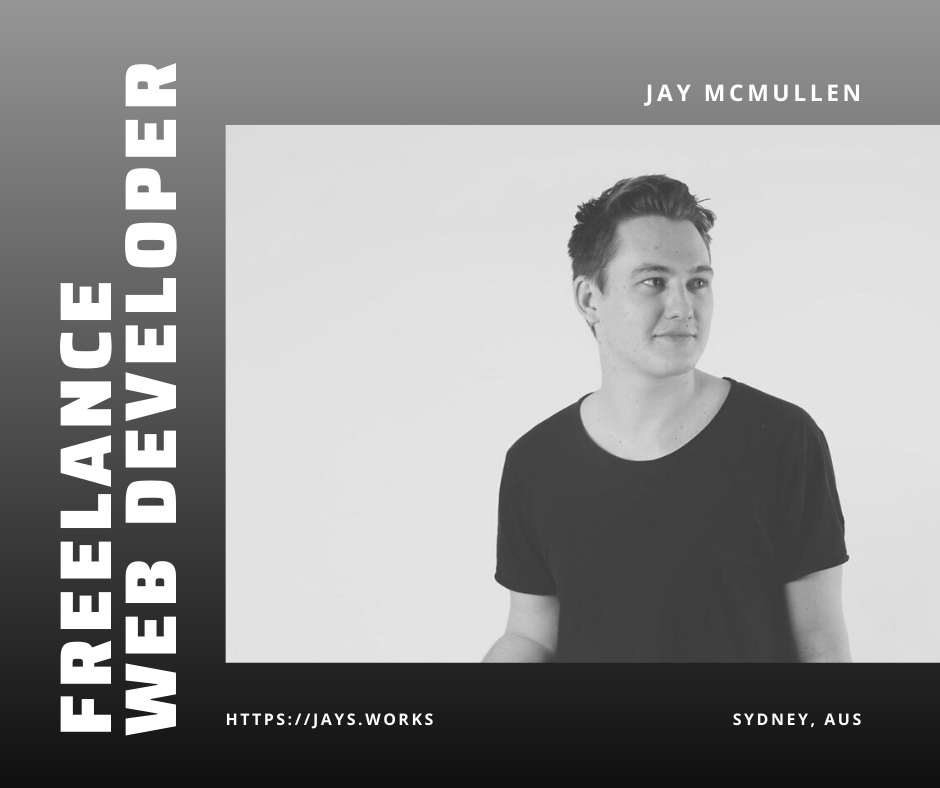 FREELANCE
WEB DEVELOPER
JAY MCMULLEN
HTTPS://JAYS.WORKS
SYDNEY, AUS